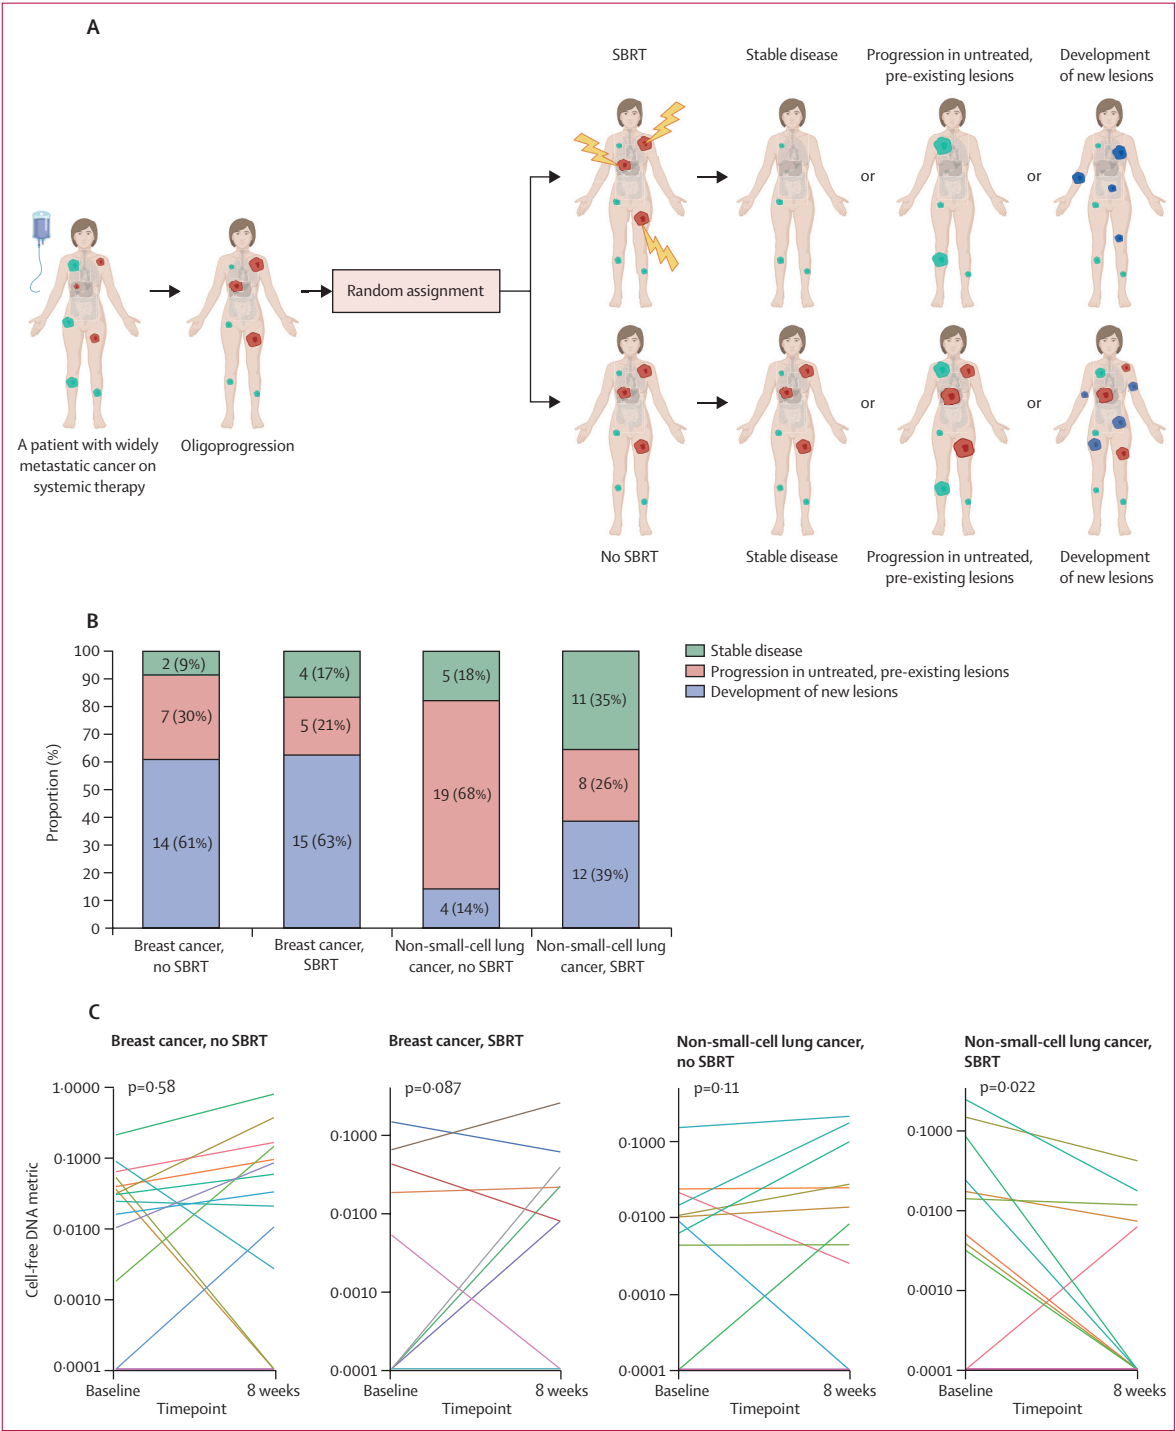 A
SBRT
Stable disease
Progression in untreated,
pre-existing lesions
Development
of new lesions
or
or
Random assignment
A patient with widely
metastatic cancer on
systemic therapy
Oligoprogression
or
or
No SBRT
Stable disease
Progression in untreated,
pre-existing lesions
Development
of new lesions
B
Proportion (%)
100
90
80
70
60
50
40
30
20
10
0
2 (9%)
7 (30%)
14 (61%)
4 (17%)
5 (21%)
15 (63%)
5 (18%)
19 (68%)
4 (14%)
11 (35%)
8 (26%)
12 (39%)
Breast cancer,
no SBRT
Breast cancer,
SBRT
Non-small-cell lung
cancer, no SBRT
Non-small-cell lung
cancer, SBRT
Stable disease
Progression in untreated, pre-existing lesions
Development of new lesions
C
Breast cancer, no SBRT
p=0·58
Cell-free DNA metric
1·0000
0·1000
0·0100
0·0010
0·0001
Baseline
8 weeks
Timepoint
Breast cancer, SBRT
p=0·087
0·1000
0·0100
0·0010
0·0001
Baseline
8 weeks
Timepoint
Non-small-cell lung cancer,
no SBRT
p=0·11
0·1000
0·0100
0·0010
0·0001
Baseline
8 weeks
Timepoint
Non-small-cell lung cancer,
SBRT
p=0·022
0·1000
0·0100
0·0010
0·0001
Baseline
8 weeks
Timepoint